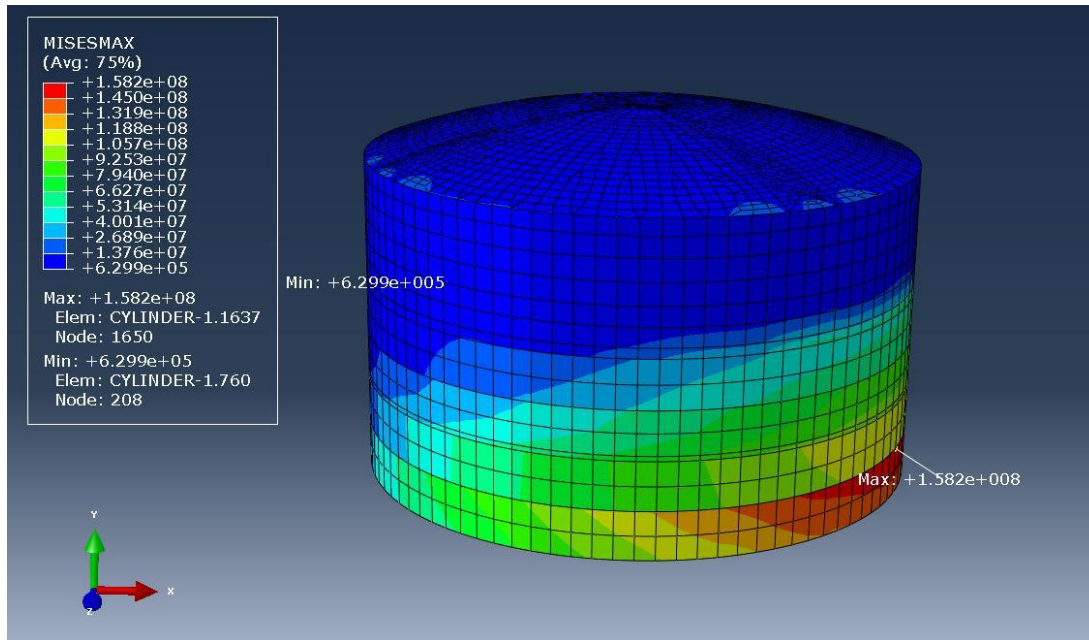 MISESMAX
(Avg: 75%)
+1.582e+08
+1.450e+08
+1.319e+08
+1.188e+08
+1.057e+08
+9.253e+07
+7.940e+07
+6.627e+07
+5.314e+07
+4.001e+07
+2.689e+07
+1.376e+07
+6.299e+05
Max: +1.582e+08
Elem: CYLINDER-1.1637
Node: 1650
Min: +6.299e+05
Elem: CYLINDER-1.760
Node: 208
Min: +6.299e+005
Max: +1.582e+008
Y
X
Z